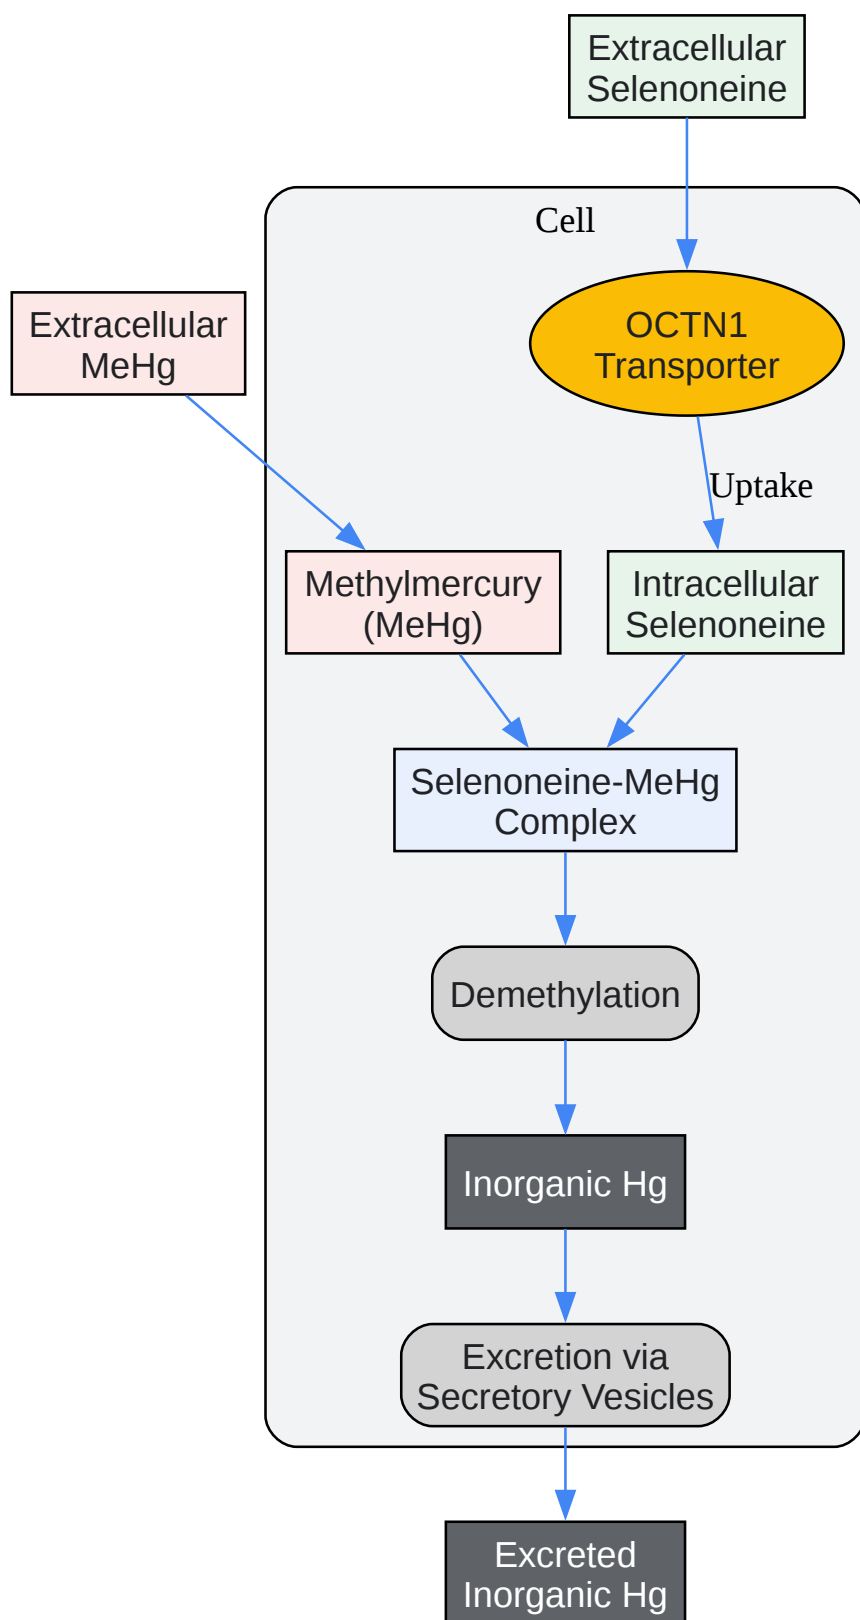 Extracellular
Selenoneine
Cell
Extracellular
MeHg
OCTN1
Transporter
Uptake
Methylmercury
(MeHg)
Intracellular
Selenoneine
Selenoneine-MeHg
Complex
Demethylation
Inorganic Hg
Excretion via
Secretory Vesicles
Excreted
Inorganic Hg